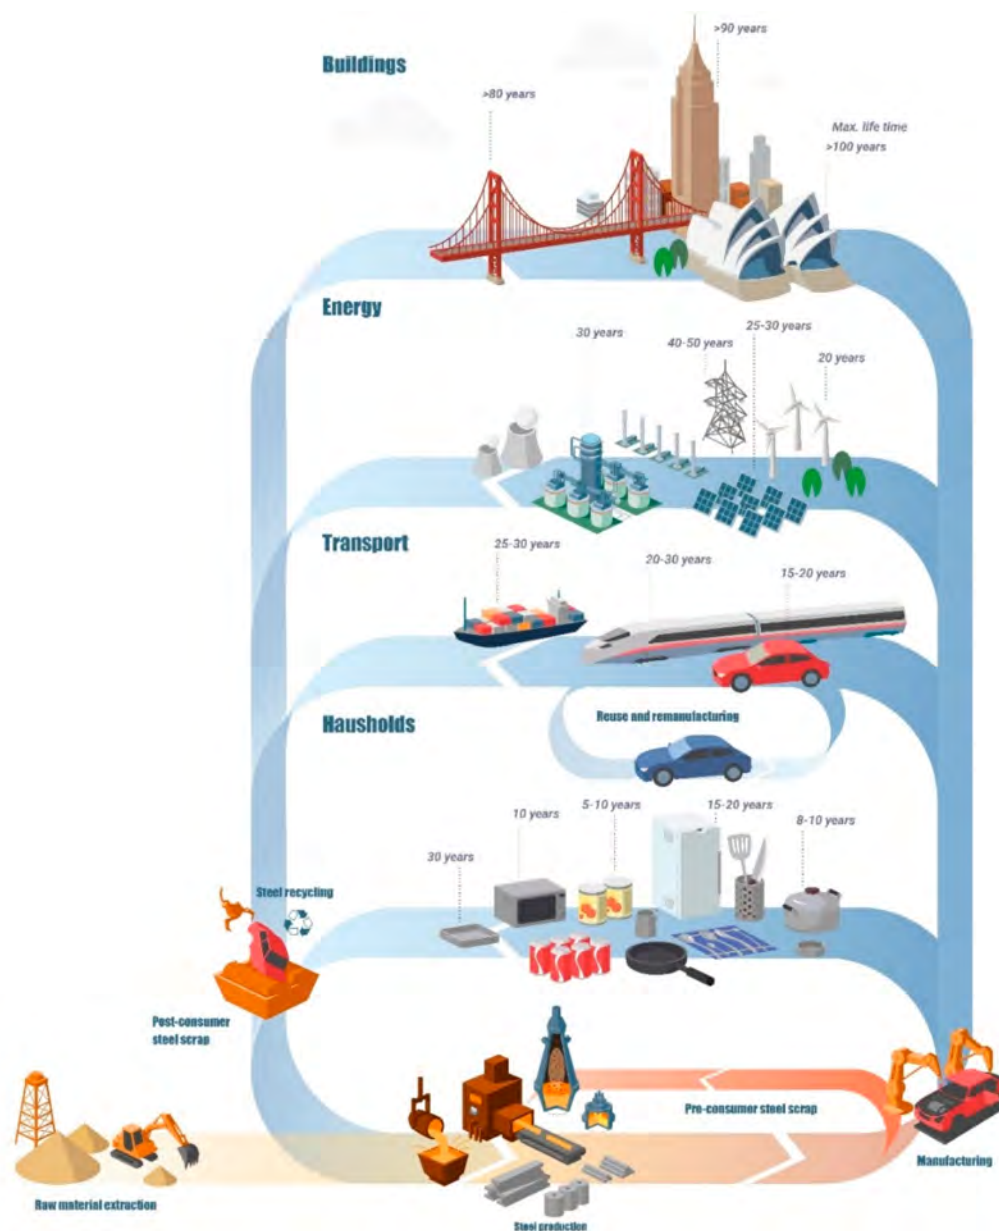 >90 years
Buildings
>80 years
Max. life time
>100 years
Energy
25-30 years
30 years
40-50 years
20 years
Transport
25-30 years
20-30 years
15-20 years
Reuse and remanufacturing
Hausholds
5-10 years
15-20 years
10 years
8-10 years
30 years
Steel recycling
Post-consumer
steel scrap
Pre-consumer steel scrap
Manufacturing
Raw material extraction
Steel production